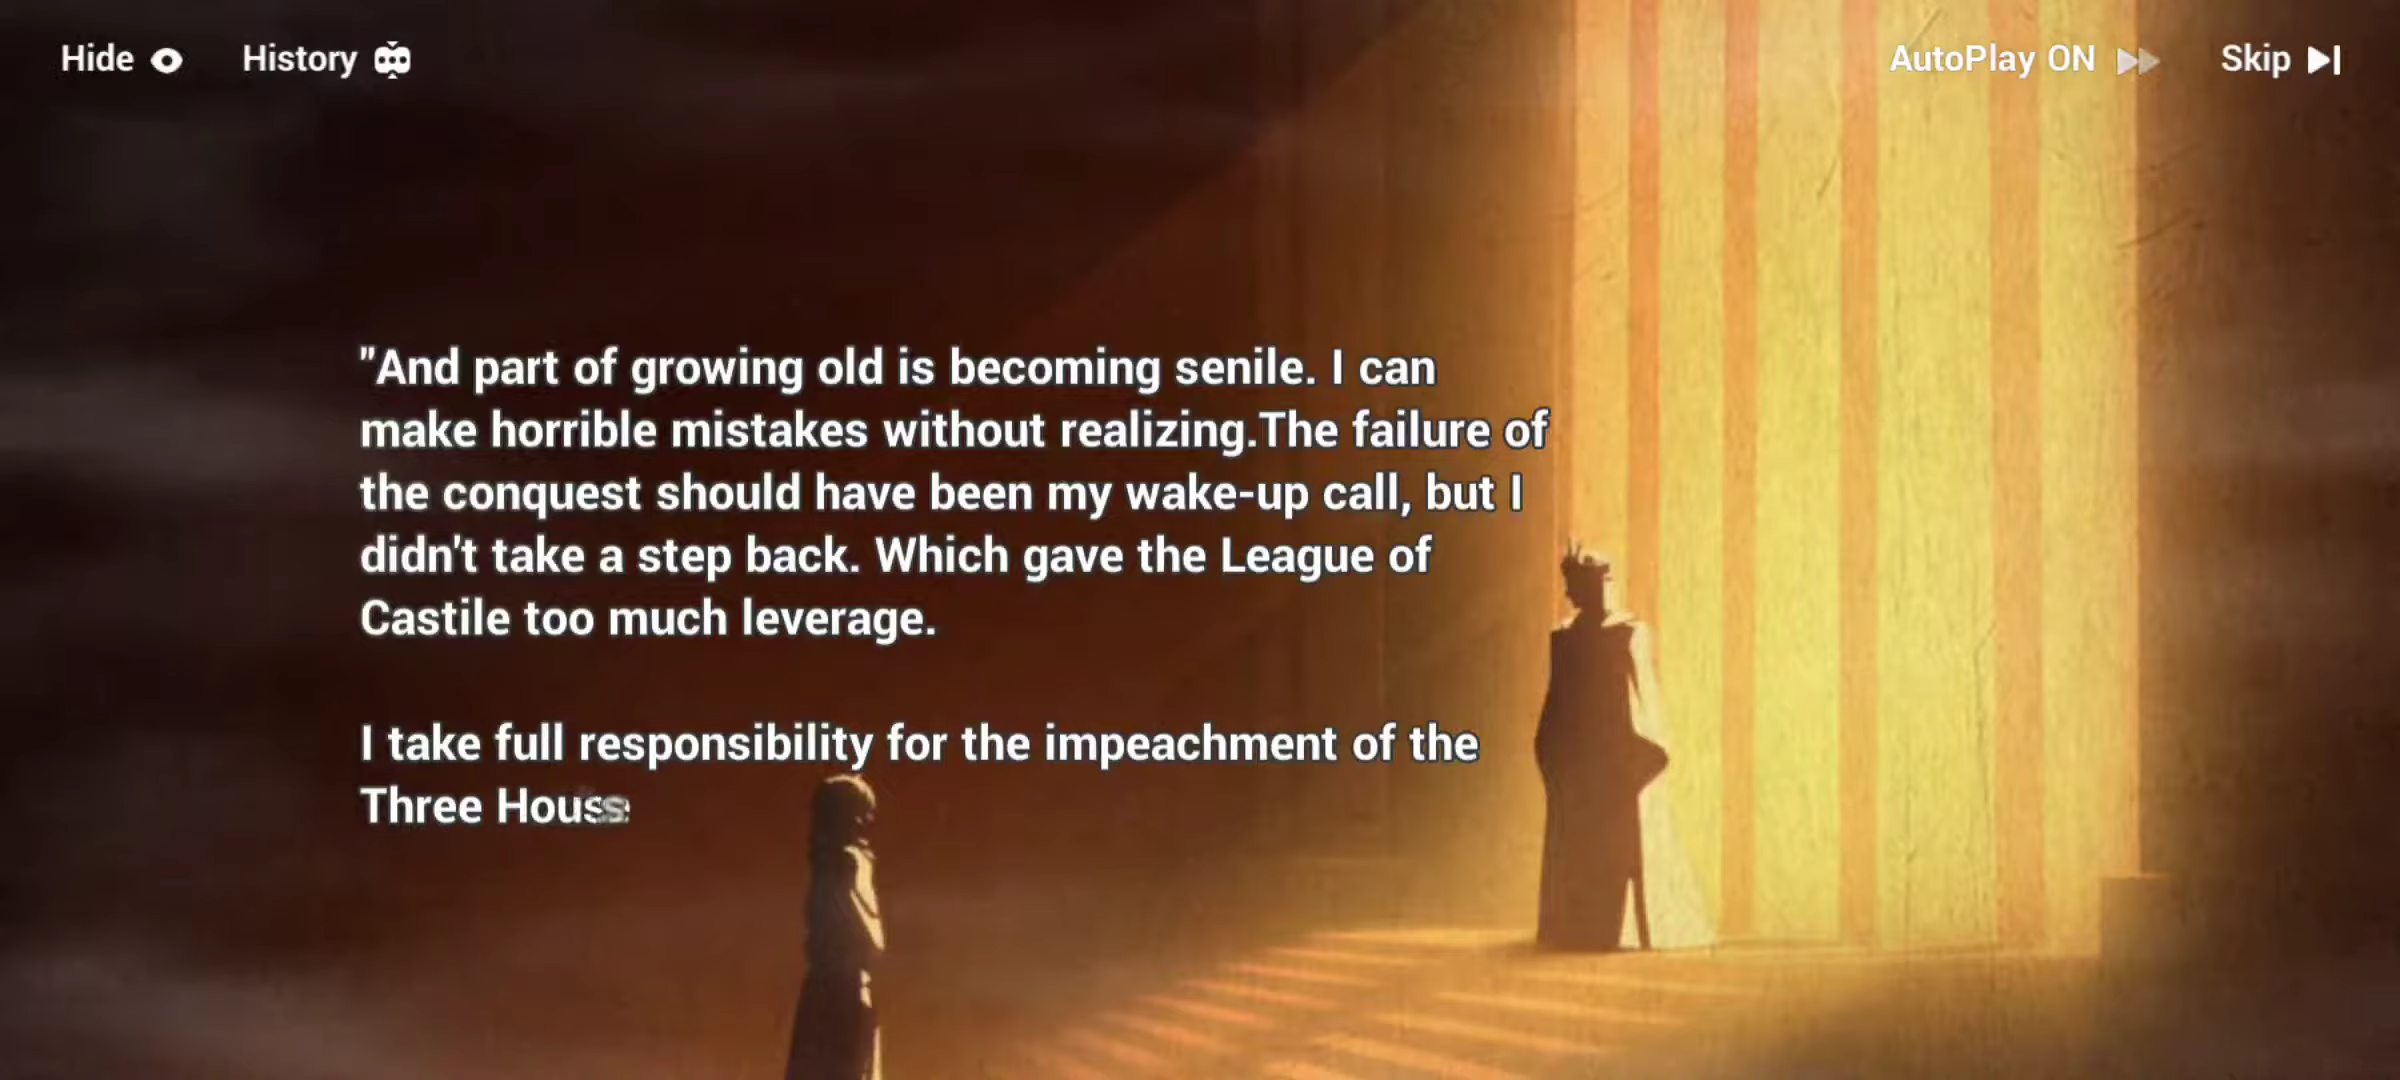 Hide
History
AutoPlay ON
Skip
"And part of growing old is becoming senile. I can
make horrible mistakes without realizing.The failure of
the conquest should have been my wake-up call, but I
didn't take a step back. Which gave the League of
Castile too much leverage.
I take full responsibility for the impeachment of the
Three